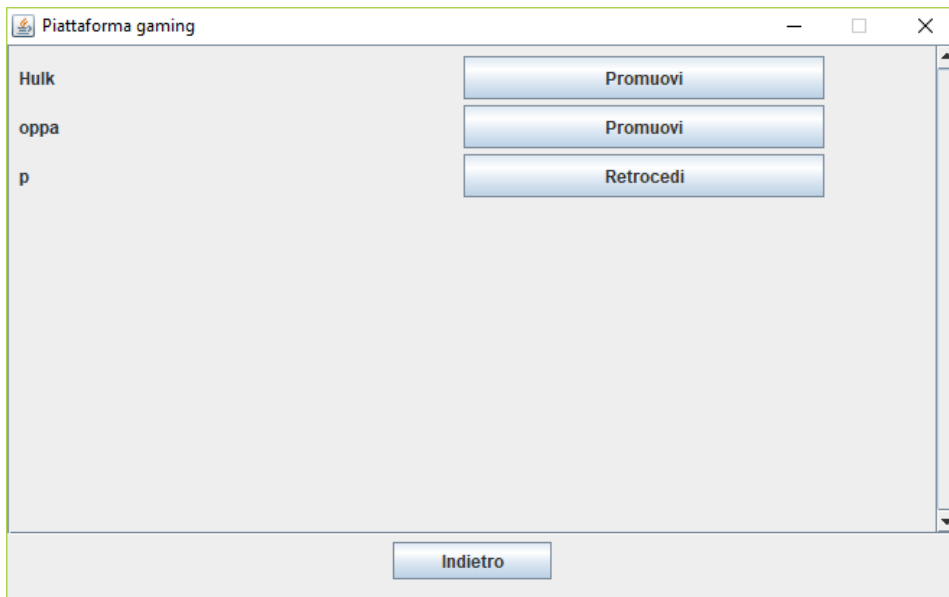 Piattaforma gaming
Hulk Promuovi
oppa Promuovi
p Retrocedi
Indietro